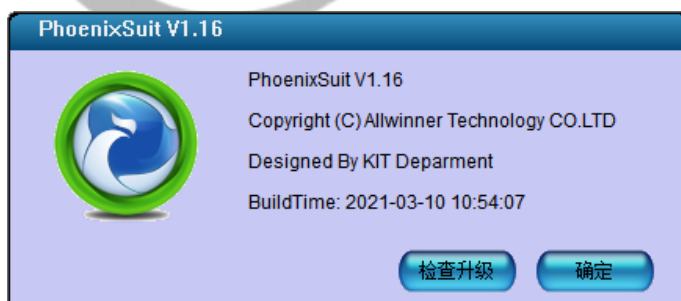 PhoenixSuit V1.16
PhoenixSuit V1.16
Copyright (C) Allwinner Technology CO.LTD
Designed By KIT Deparment
BuildTime: 2021-03-10 10:54:07
检查升级 确定